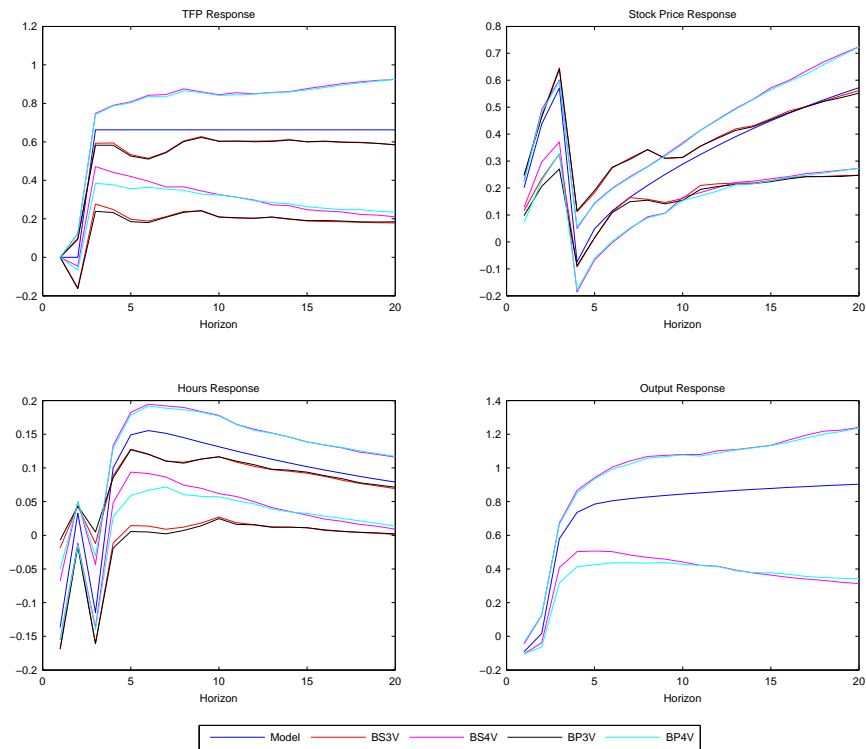 TFP Response
1.2
1
0.8
0.6
0.4
0.2
0
−0.2
0 5 10 15 20
Horizon
Stock Price Response
0.8
0.7
0.6
0.5
0.4
0.3
0.2
0.1
0
−0.1
−0.2
0 5 10 15 20
Horizon
Hours Response
0.2
0.15
0.1
0.05
0
−0.05
−0.1
−0.15
−0.2
0 5 10 15 20
Horizon
Output Response
1.4
1.2
1
0.8
0.6
0.4
0.2
0
−0.2
0 5 10 15 20
Horizon
Model BS3V BS4V BP3V BP4V